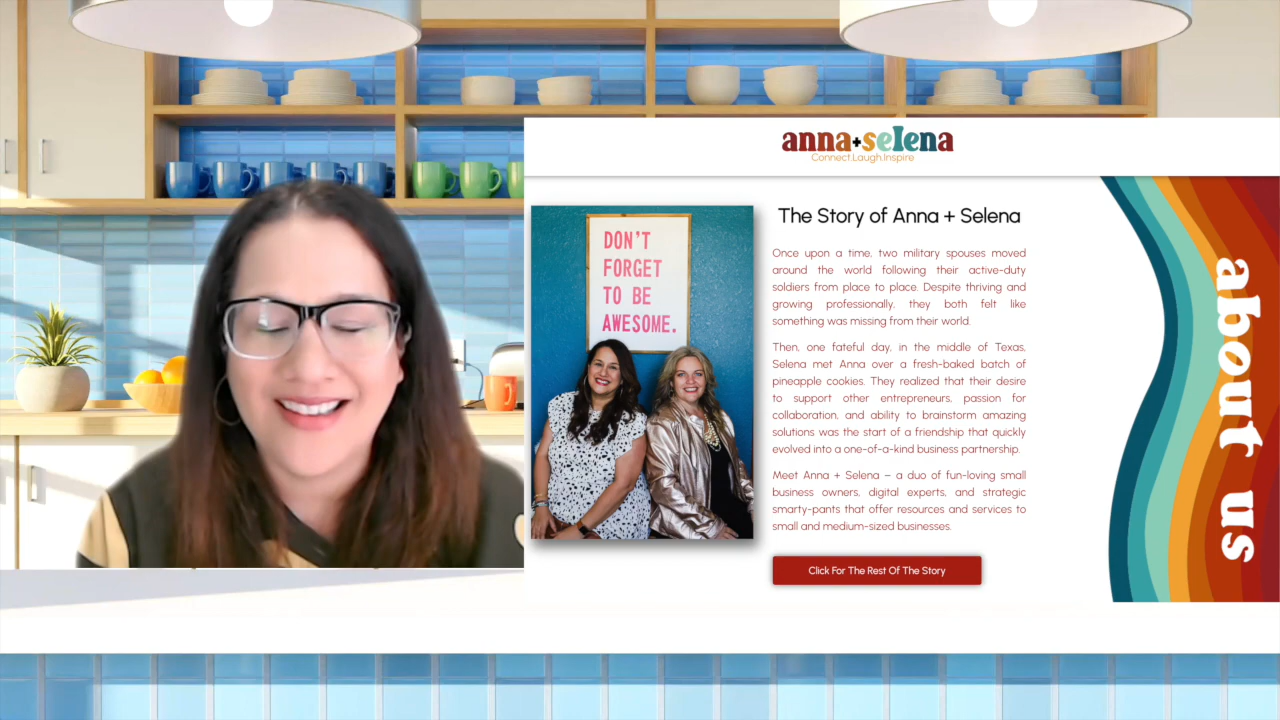 anna+selena
Connect.Laugh.Inspire
DON'T
FORGET
TO BE
AWESOME.
The Story of Anna + Selena
Once upon a time, two military spouses moved
around the world following their active-duty
soldiers from place to place. Despite thriving and
growing professionally, they both felt like
something was missing from their world.
Then, one fateful day, in the middle of Texas,
Selena met Anna over a fresh-baked batch of
pineapple cookies. They realized that their desire
to support other entrepreneurs, passion for
collaboration, and ability to brainstorm amazing
solutions was the start of a friendship that quickly
evolved into a one-of-a-kind business partnership.
Meet Anna + Selena – a duo of fun-loving small
business owners, digital experts, and strategic
smarty-pants that offer resources and services to
small and medium-sized businesses.
Click For The Rest Of The Story
about us